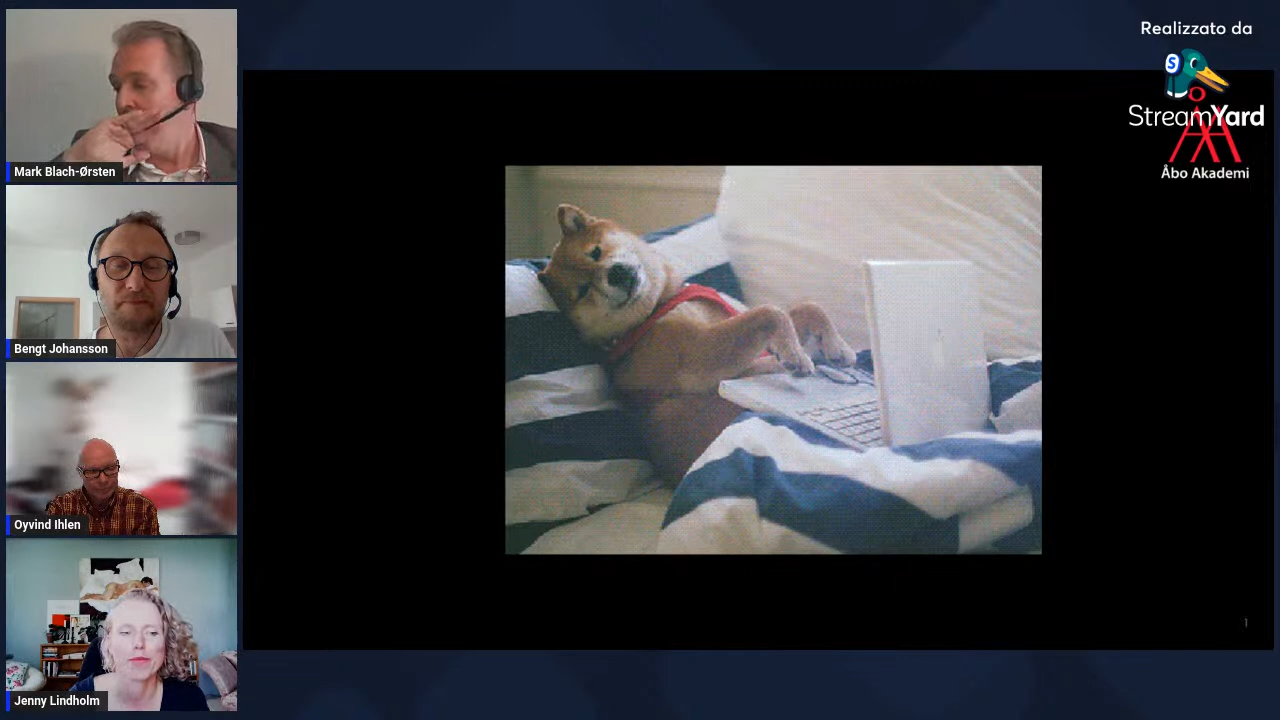 Realizzato da
S
StreamYard
Åbo Akademi
Mark Blach-Ørsten
Bengt Johansson
Oyvind Ihlen
Jenny Lindholm
1